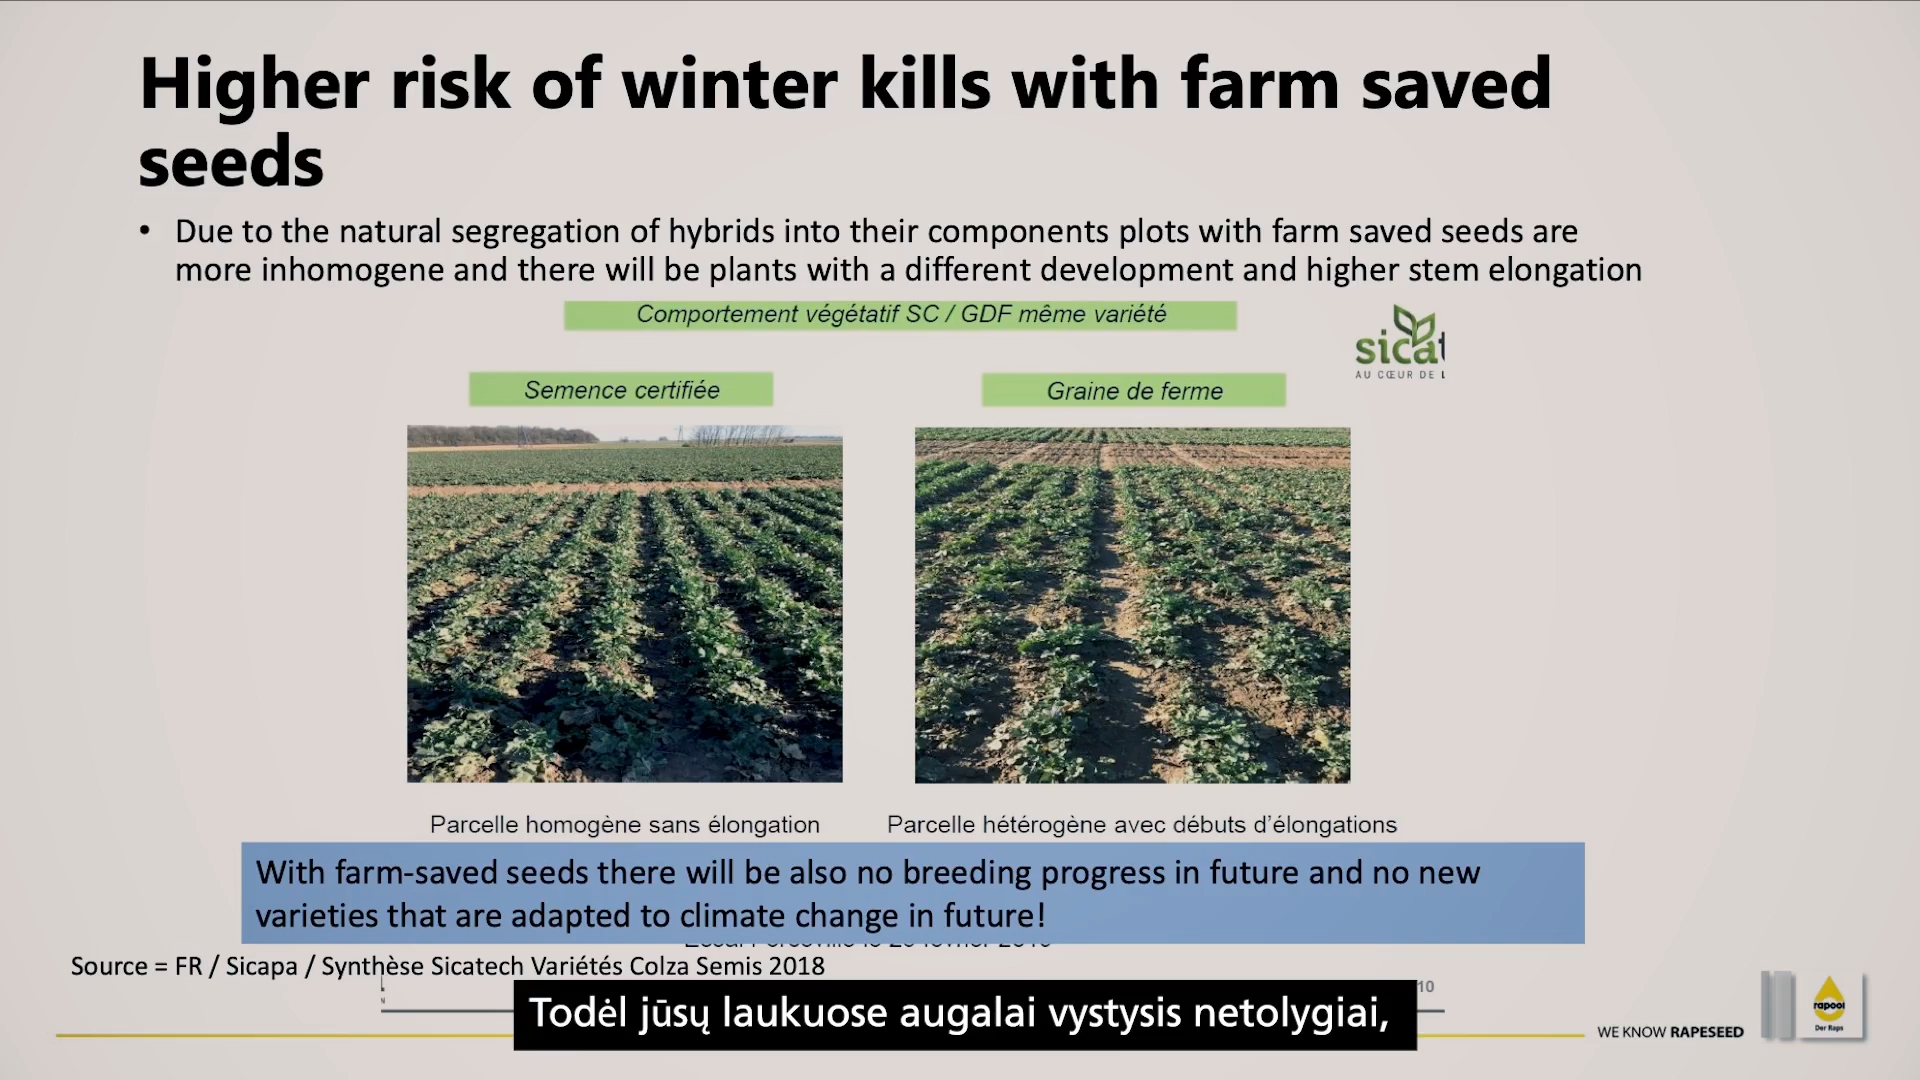 Higher risk of winter kills with farm saved
seeds
• Due to the natural segregation of hybrids into their components plots with farm saved seeds are
more inhomogene and there will be plants with a different development and higher stem elongation
Comportement végétatif SC / GDF même variété
sica
AU CŒUR DE L
Semence certifiée
Graine de ferme
Parcelle homogène sans élongation
Parcelle hétérogène avec débuts d'élongations
With farm-saved seeds there will be also no breeding progress in future and no new
varieties that are adapted to climate change in future!
Source = FR / Sicapa / Synthèse Sicatech Variétés Colza Semis 2018
10
Todėl jūsų laukuose augalai vystysis netolygiai,
WE KNOW RAPESEED
rapool
Der Raps